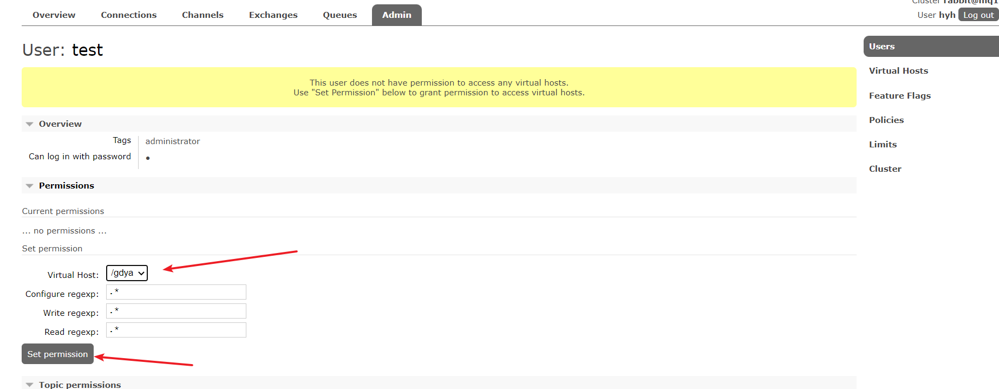 Cluster rabbit@mq1
Overview Connections Channels Exchanges Queues Admin
User hyh Log out
User: test
This user does not have permission to access any virtual hosts.
Use "Set Permission" below to grant permission to access virtual hosts.
Overview
Tags administrator
Can log in with password ●
Permissions
Current permissions
... no permissions ...
Set permission
Virtual Host: /gdya
Configure regexp: .*
Write regexp: .*
Read regexp: .*
Set permission
Topic permissions
Users
Virtual Hosts
Feature Flags
Policies
Limits
Cluster